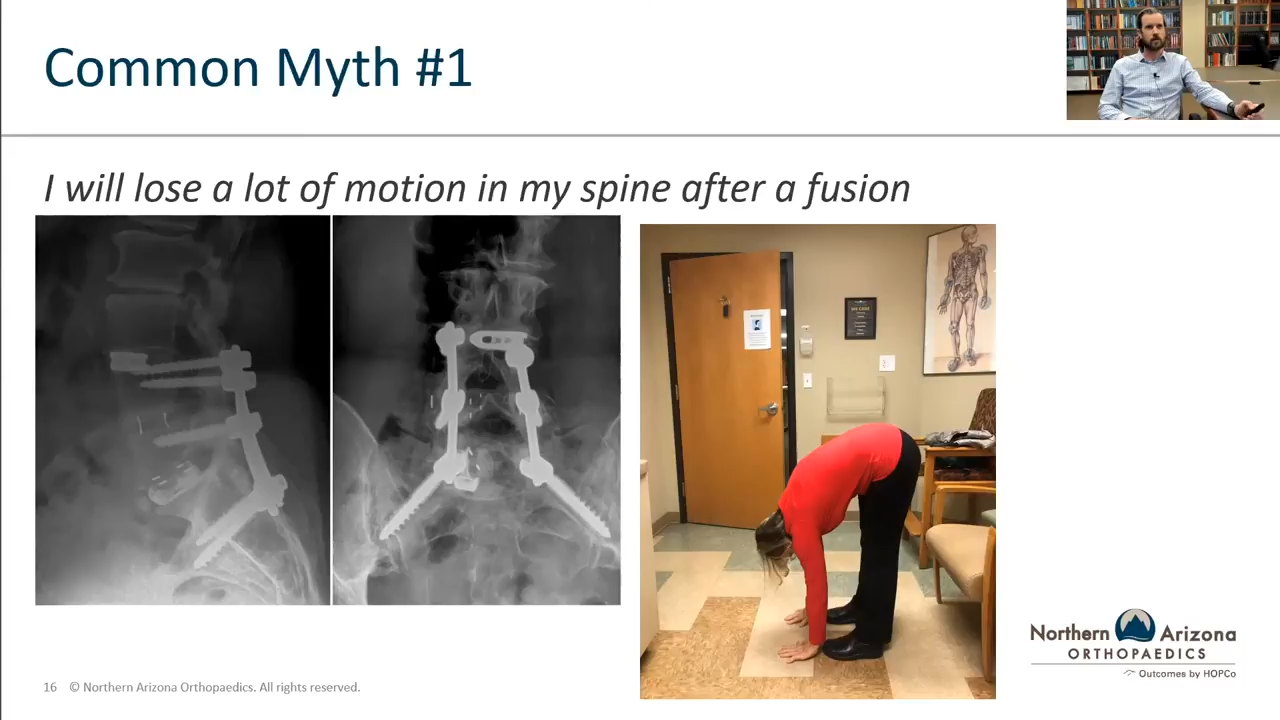 Common Myth #1
I will lose a lot of motion in my spine after a fusion
Northern Arizona
ORTHOPAEDICS
Outcomes by HOPCo
16 © Northern Arizona Orthopaedics. All rights reserved.